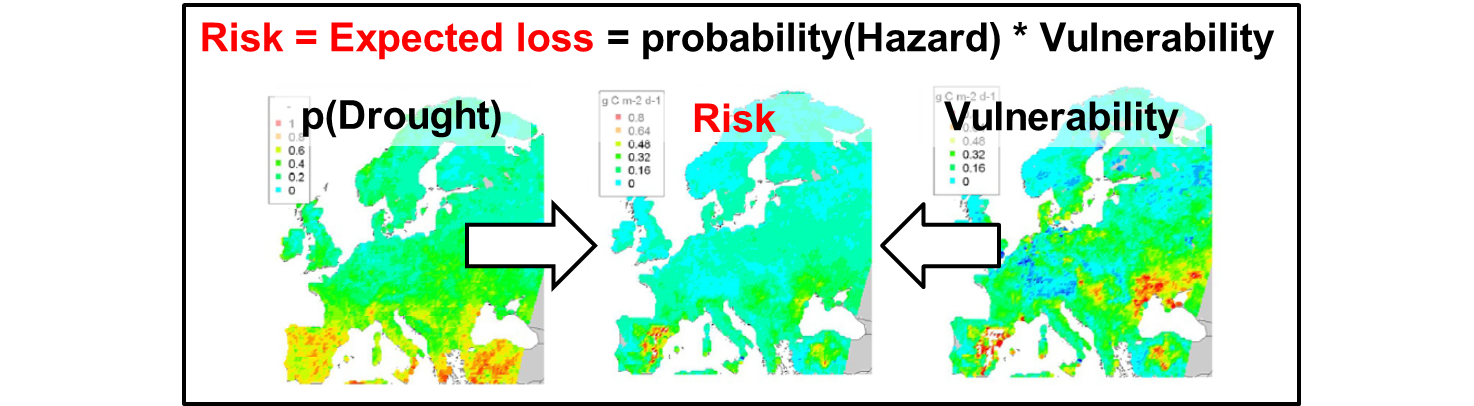 Risk = Expected loss = probability(Hazard) * Vulnerability
p(Drought)
1
0.8
0.6
0.4
0.2
0
g C m-2 d-1
Risk
0.8
0.64
0.48
0.32
0.16
0
g C m-2 d-1
Vulnerability
0.48
0.32
0.16
0